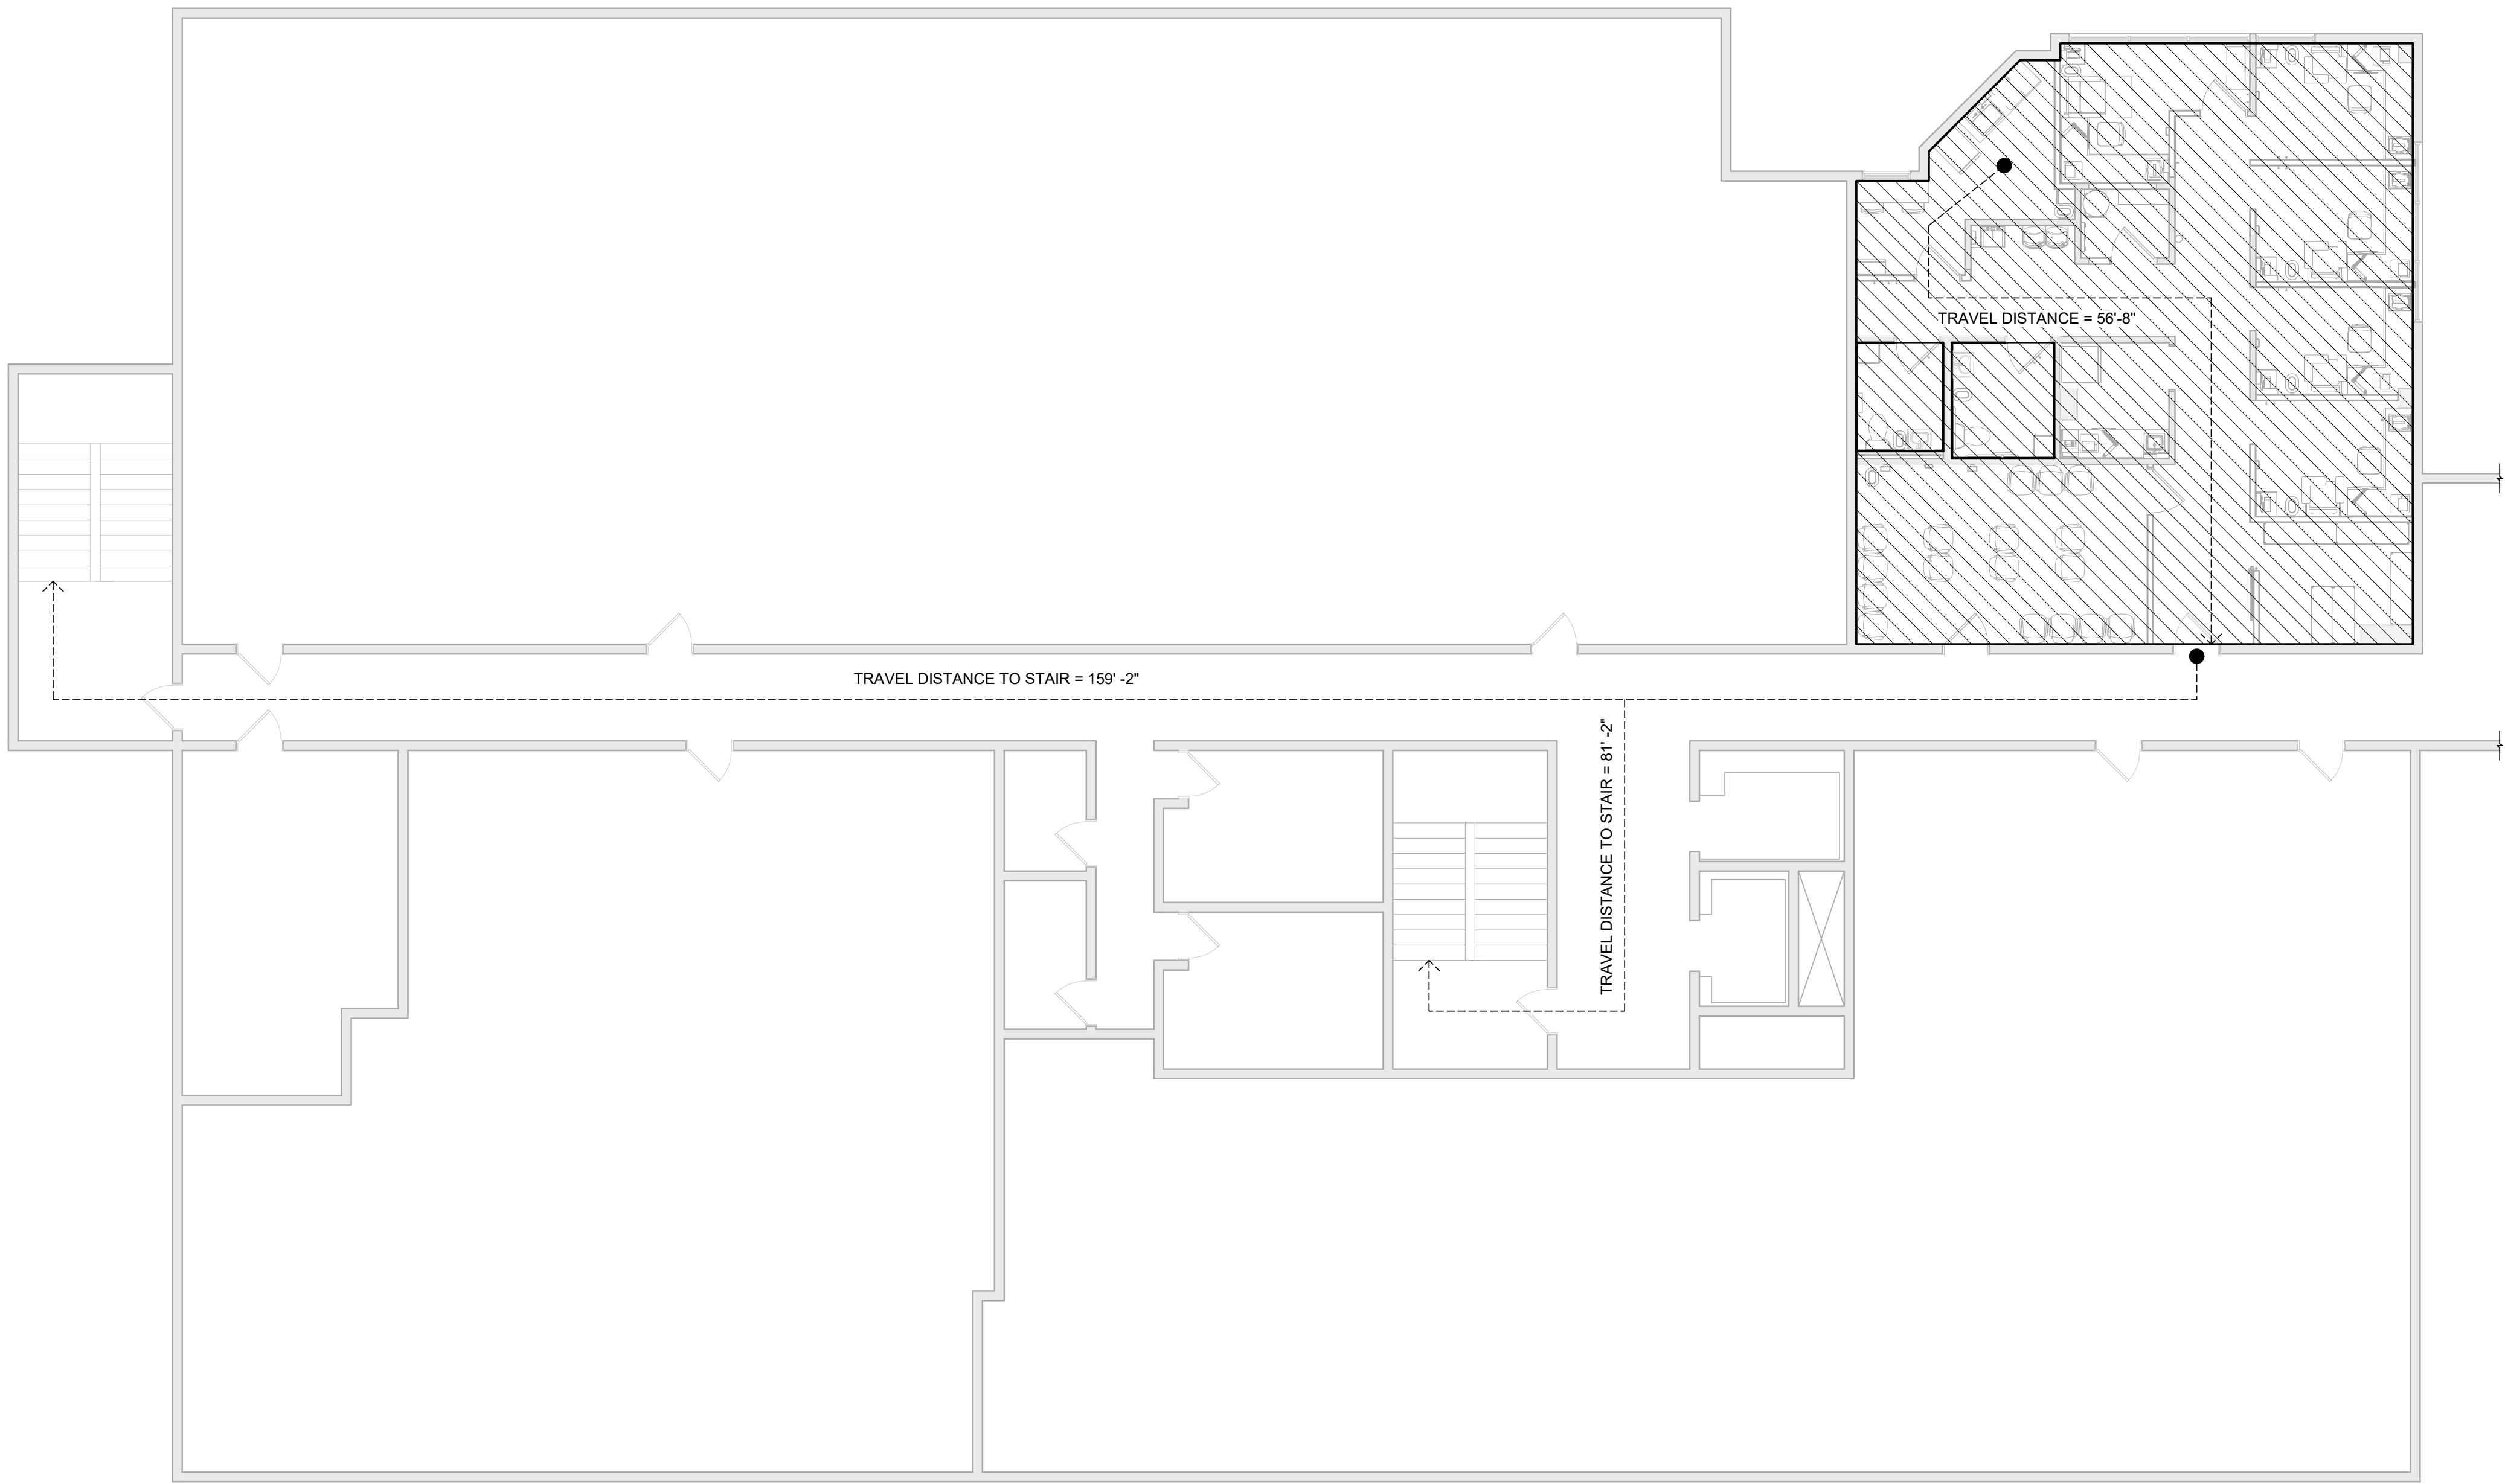 TRAVEL DISTANCE = 56'-8"
TRAVEL DISTANCE TO STAIR = 159' -2"
TRAVEL DISTANCE TO STAIR = 81' -2"